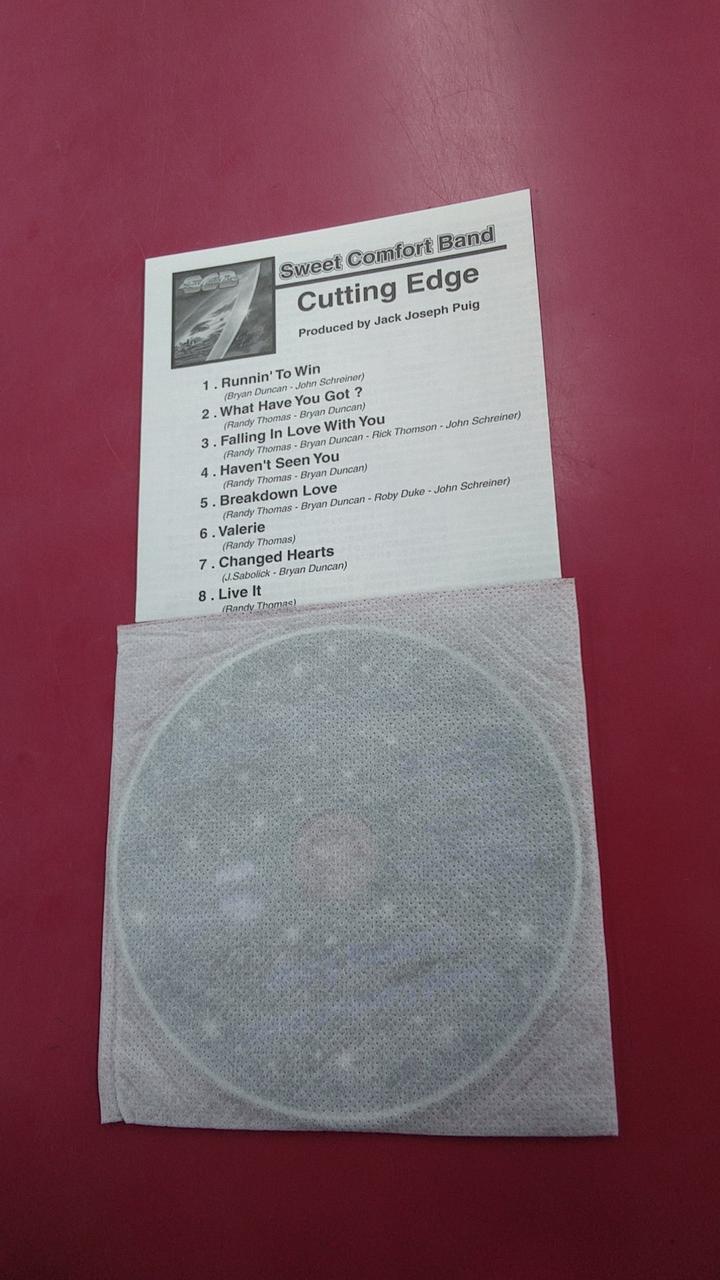 SCB
Sweet Comfort Band
Cutting Edge
Produced by Jack Joseph Puig
1 . Runnin' To Win
(Bryan Duncan - John Schreiner)
2 . What Have You Got ?
(Randy Thomas - Bryan Duncan)
3 . Falling In Love With You
(Randy Thomas - Bryan Duncan - Rick Thomson - John Schreiner)
4 . Haven't Seen You
(Randy Thomas - Bryan Duncan)
5 . Breakdown Love
(Randy Thomas - Bryan Duncan - Roby Duke - John Schreiner)
6 . Valerie
(Randy Thomas)
7 . Changed Hearts
(J.Sabolick - Bryan Duncan)
8 . Live It
(Randy Thomas)